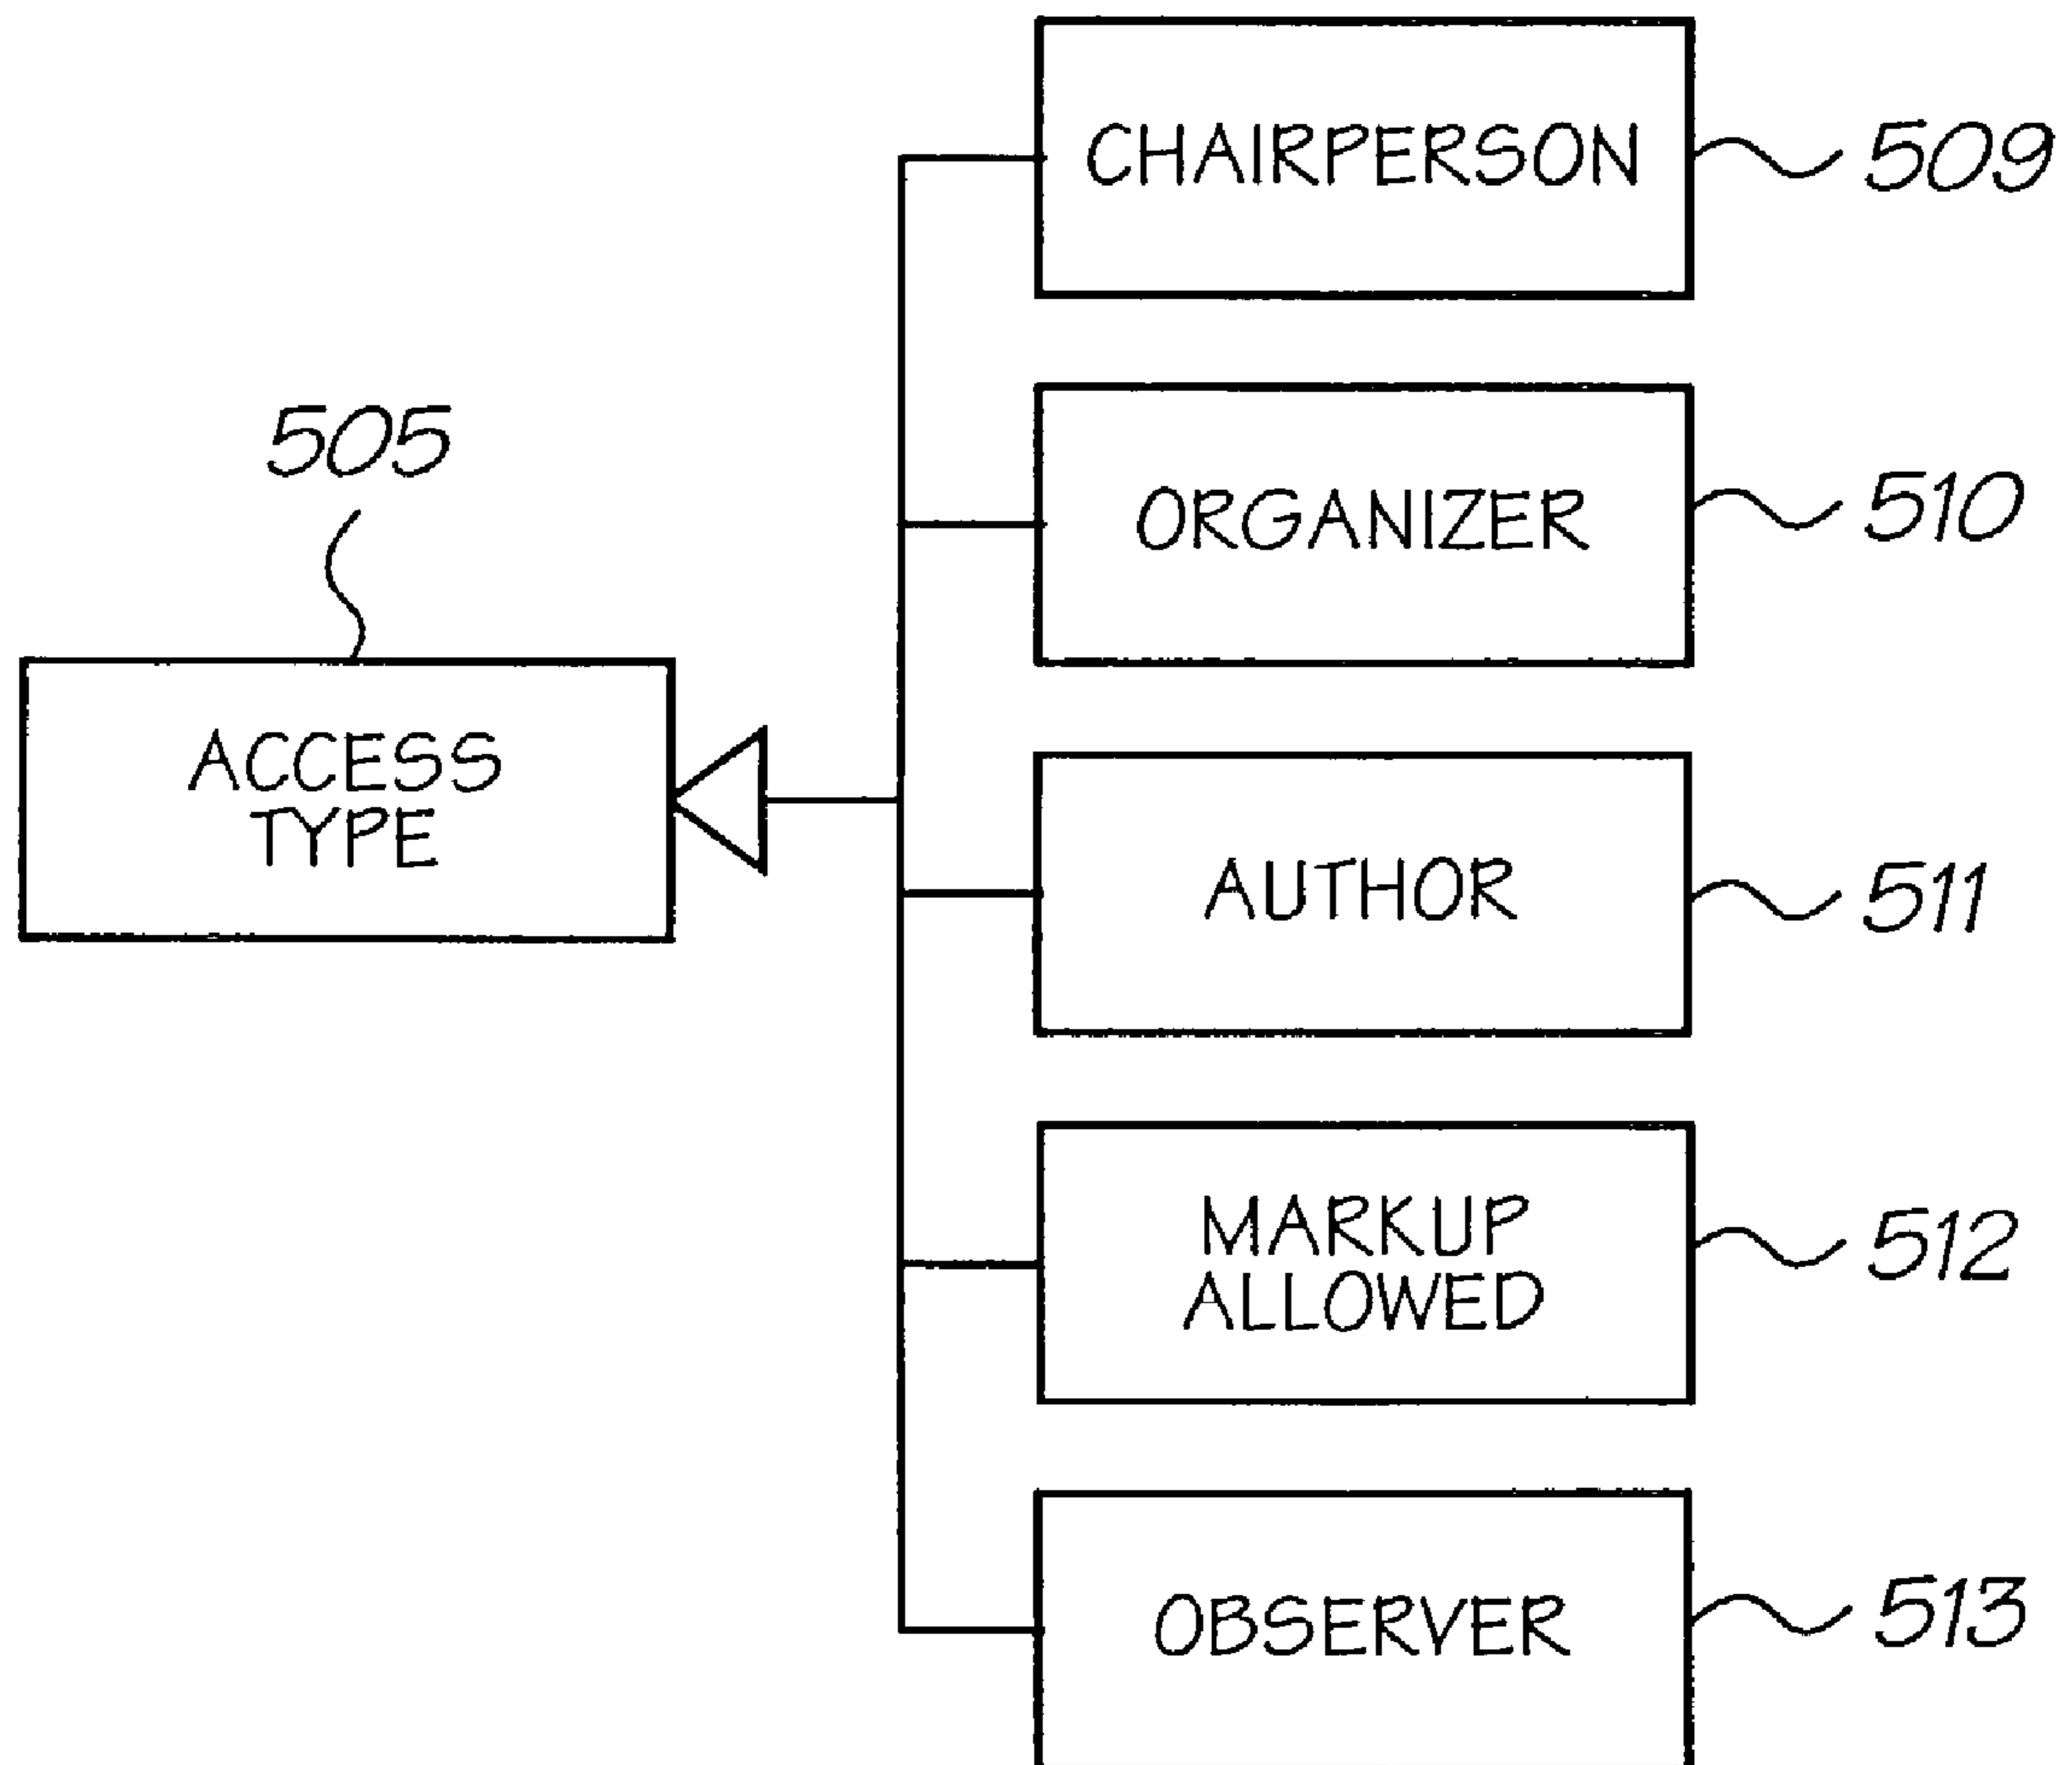 CHAIRPERSON
509
505
ORGANIZER
510
ACCESS
TYPE
AUTHOR
511
MARKUP
ALLOWED
512
OBSERVER
513